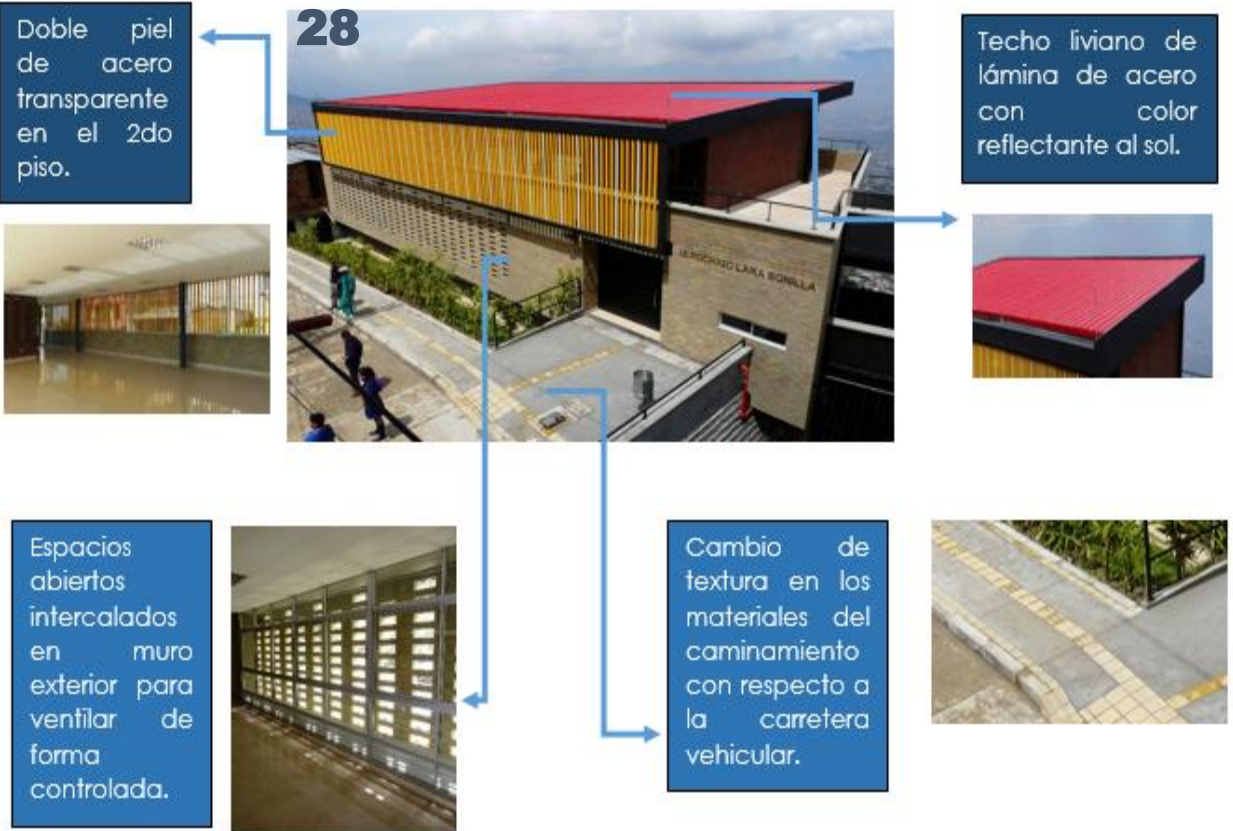 Doble piel
de acero
transparente
en el 2do
piso.
28
Techo liviano de
lámina de acero
con color
reflectante al sol.
LARA BONILLA
Espacios
abiertos
intercalados
en muro
exterior para
ventilar de
forma
controlada.
Cambio de
textura en los
materiales del
caminamiento
con respecto a
la carretera
vehicular.